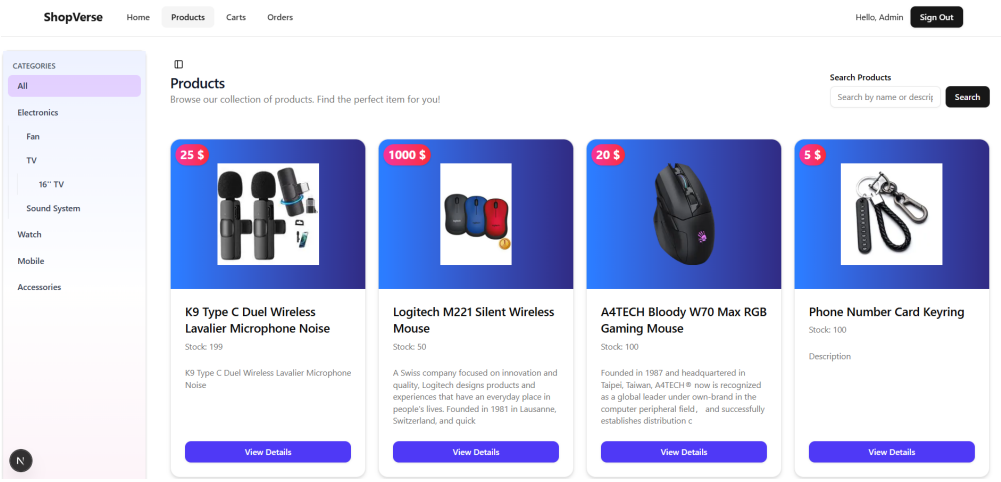 ShopVerse Home Products Carts Orders Hello, Admin Sign Out
CATEGORIES
All
Electronics
Fan
TV
16'' TV
Sound System
Watch
Mobile
Accessories
Products
Browse our collection of products. Find the perfect item for you!
Search Products
Search by name or descrip
Search
25 $
K9 Type C Duel Wireless
Lavalier Microphone Noise
Stock: 199
K9 Type C Duel Wireless Lavalier Microphone
Noise
View Details
1000 $
Logitech M221 Silent Wireless
Mouse
Stock: 50
A Swiss company focused on innovation and
quality, Logitech designs products and
experiences that have an everyday place in
people's lives. Founded in 1981 in Lausanne,
Switzerland, and quick
View Details
20 $
A4TECH Bloody W70 Max RGB
Gaming Mouse
Stock: 100
Founded in 1987 and headquartered in
Taipei, Taiwan, A4TECH® now is recognized
as a global leader under own-brand in the
computer peripheral field， and successfully
establishes distribution c
View Details
5 $
Phone Number Card Keyring
Stock: 100
Description
View Details
N